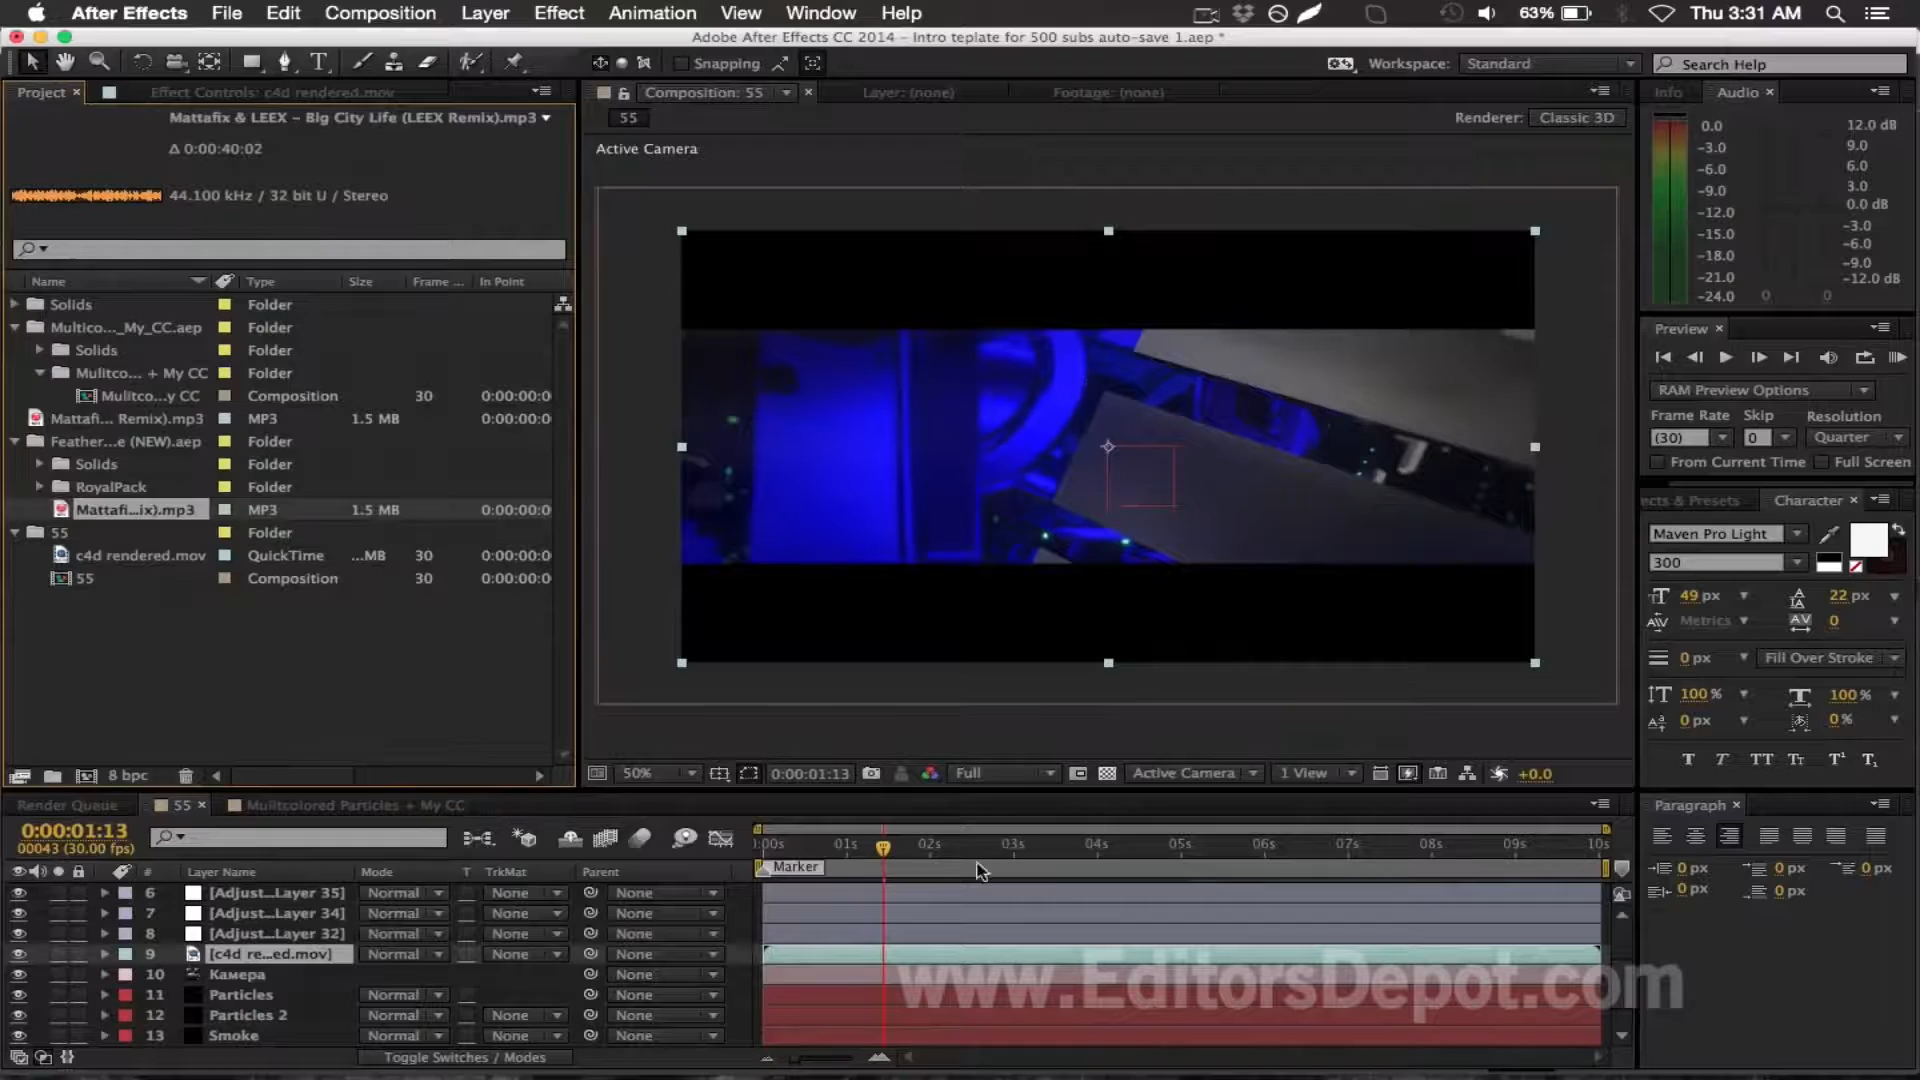 After Effects File Edit Composition Layer Effect Animation View Window Help 63% Thu 3:31 AM
Adobe After Effects CC 2014 – Intro teplate for 500 subs auto-save 1.aep *
Snapping Workspace: Standard Search Help
Project Effect Controls: c4d rendered.mov
Mattafix & LEEX – BIg City Life (LEEX Remix).mp3
Δ 0:00:40:02
44.100 kHz / 32 bit U / Stereo
Name Type Size Frame ... In Point
Solids Folder
Multico..._My_CC.aep Folder
Solids Folder
Mulitco... + My CC Folder
Mulitco...y CC Composition 30 0:00:00:0
Mattafi... Remix).mp3 MP3 1.5 MB 0:00:00:0
Feather...e (NEW).aep Folder
Solids Folder
RoyalPack Folder
Mattafi...ix).mp3 MP3 1.5 MB 0:00:00:0
55 Folder
c4d rendered.mov QuickTime ...MB 30 0:00:00:0
55 Composition 30 0:00:00:0
8 bpc
Composition: 55 Layer: (none) Footage: (none)
55 Renderer: Classic 3D
Active Camera
50% 0:00:01:13 Full Active Camera 1 View +0.0
Info Audio
0.0 12.0 dB
-3.0 9.0
-6.0 6.0
-9.0 3.0
-12.0 0.0 dB
-15.0 -3.0
-18.0 -6.0
-21.0 -9.0
-24.0 0 0 -12.0 dB
Preview
RAM Preview Options
Frame Rate Skip Resolution
(30) 0 Quarter
From Current Time Full Screen
ects & Presets Character
Maven Pro Light
300
49 px 22 px
Metrics 0
0 px Fill Over Stroke
100 % 100 %
0 px 0 %
T T TT Tt T¹ T₁
Render Queue 55 Mulitcolored Particles + My CC
0:00:01:13
00043 (30.00 fps)
# Layer Name Mode T TrkMat Parent
:00s 01s 02s 03s 04s 05s 06s 07s 08s 09s 10s
Marker
6 [Adjust...Layer 35] Normal None None
7 [Adjust...Layer 34] Normal None None
8 [Adjust...Layer 32] Normal None None
9 [c4d re...ed.mov] Normal None None
10 Камера None
11 Particles Normal None
12 Particles 2 Normal None None
13 Smoke Normal None None
Toggle Switches / Modes
Paragraph
0 px 0 px 0 px
0 px 0 px
www.EditorsDepot.com